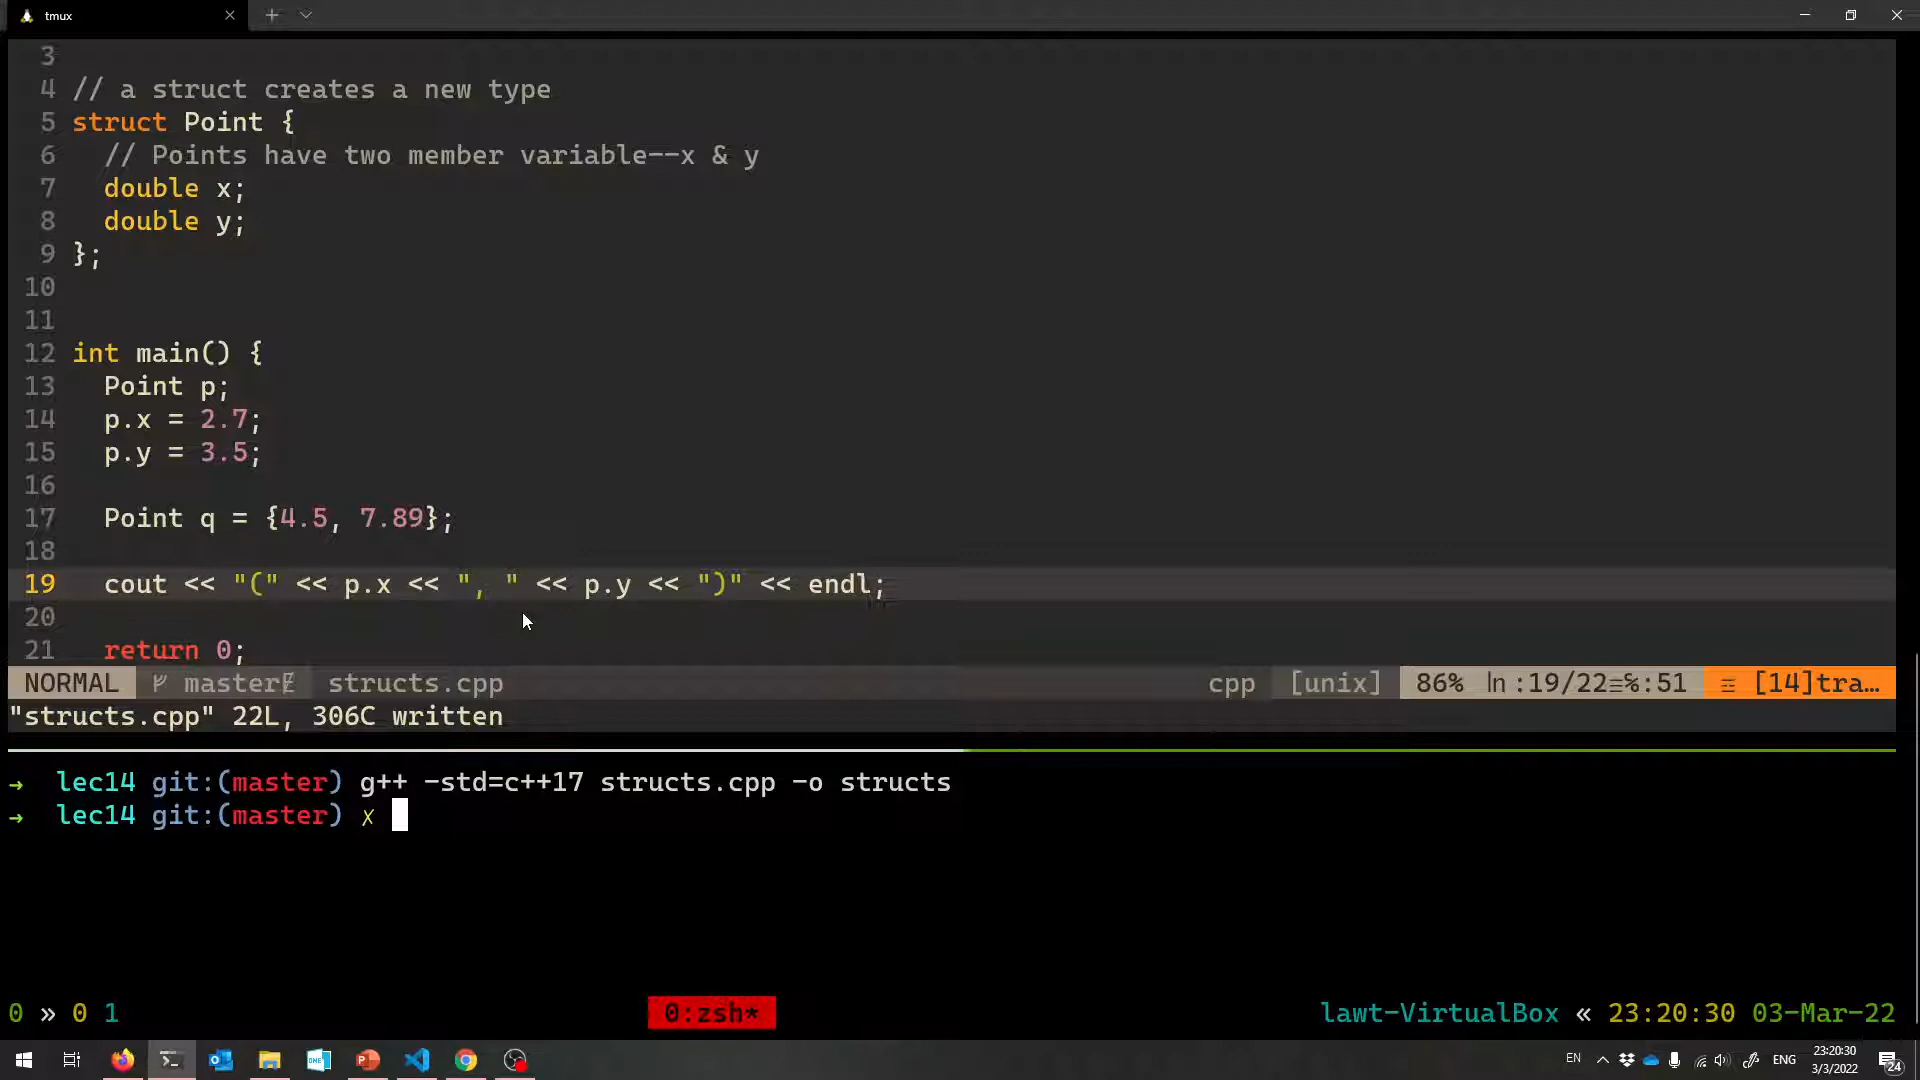 tmux
3
4 // a struct creates a new type
5 struct Point {
6   // Points have two member variable--x & y
7   double x;
8   double y;
9 };
10
11
12 int main() {
13   Point p;
14   p.x = 2.7;
15   p.y = 3.5;
16
17   Point q = {4.5, 7.89};
18
19   cout << "(" << p.x << ", " << p.y << ")" << endl;
20
21   return 0;
NORMAL master structs.cpp cpp [unix] 86% ln :19/22≡%:51 ☲ [14]tra…
"structs.cpp" 22L, 306C written
→ lec14 git:(master) g++ -std=c++17 structs.cpp -o structs
→ lec14 git:(master) ✗
0 » 0 1 0:zsh* lawt-VirtualBox « 23:20:30 03-Mar-22
EN ENG 23:20:30
3/3/2022 24